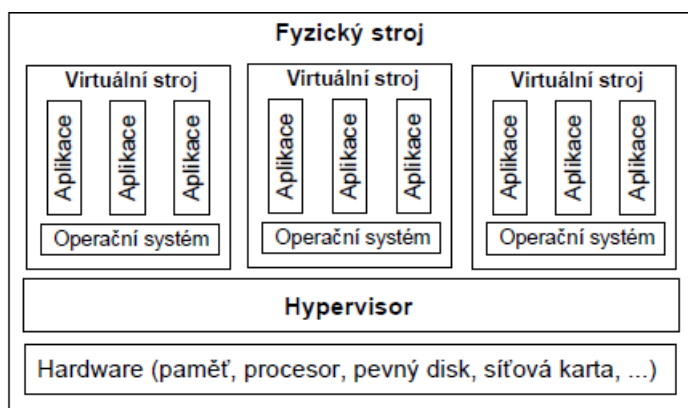 Fyzický stroj
Virtuální stroj
Aplikace
Aplikace
Aplikace
Operační systém
Virtuální stroj
Aplikace
Aplikace
Aplikace
Operační systém
Virtuální stroj
Aplikace
Aplikace
Aplikace
Operační systém
Hypervisor
Hardware (paměť, procesor, pevný disk, síťová karta, ...)